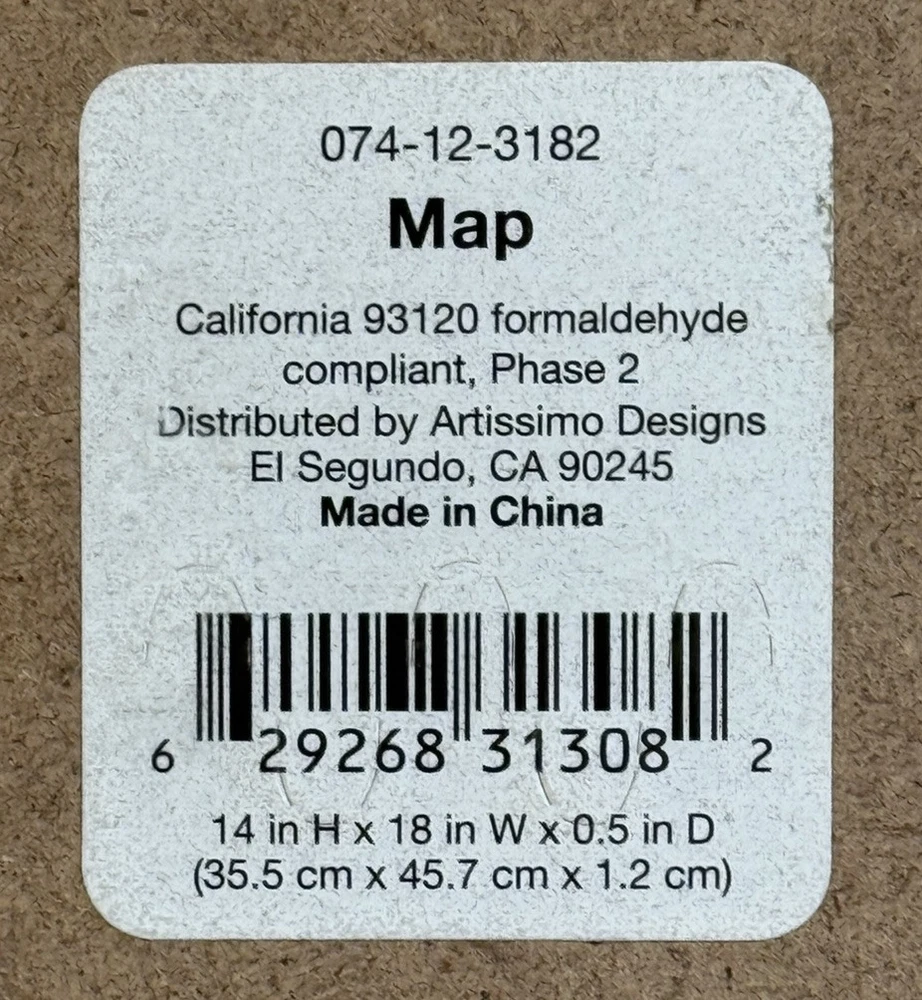 074-12-3182
Map
California 93120 formaldehyde
compliant, Phase 2
Distributed by Artissimo Designs
El Segundo, CA 90245
Made in China
6 29268 31308 2
14 in H x 18 in W x 0.5 in D
(35.5 cm x 45.7 cm x 1.2 cm)